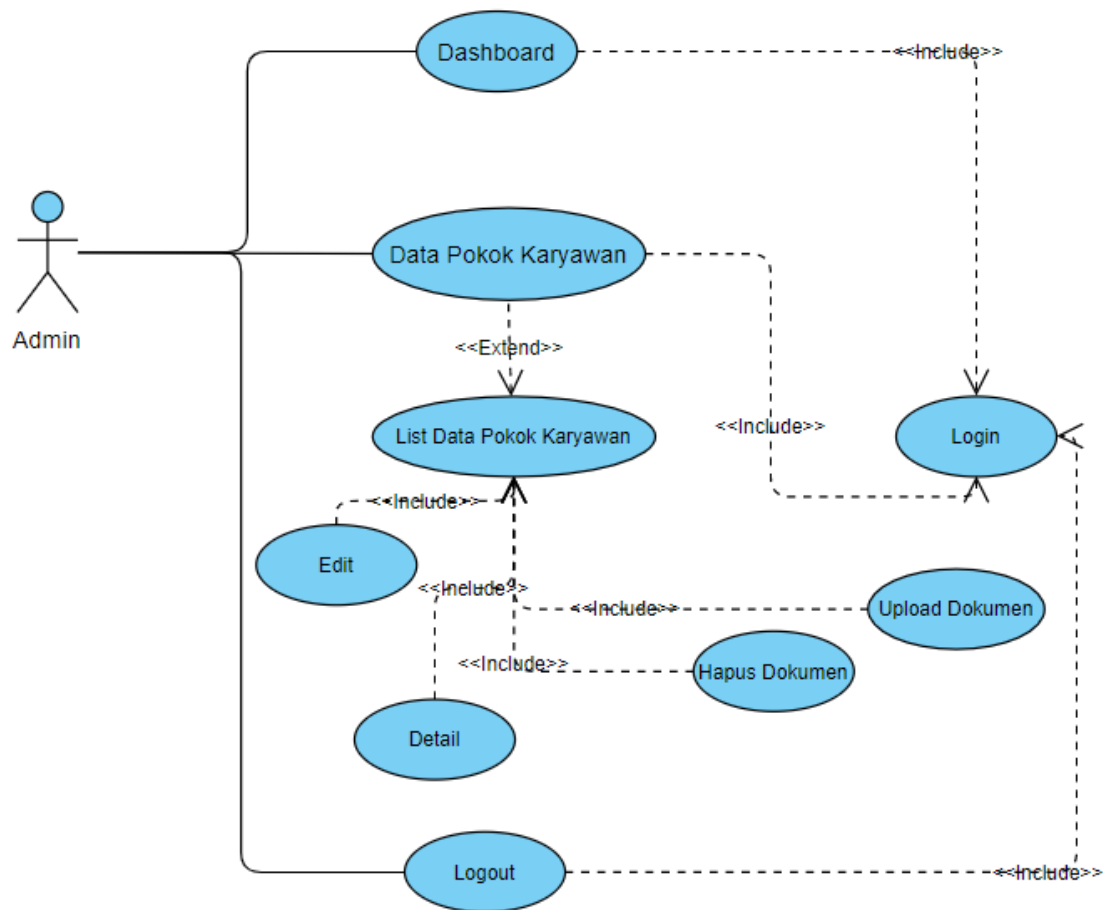 Dashboard
<<Include>>
Admin
Data Pokok Karyawan
<<Extend>>
List Data Pokok Karyawan
<<Include>>
Login
<<Include>>
Edit
<<Include>>
<<Include>>
Upload Dokumen
<<Include>>
Hapus Dokumen
Detail
Logout
<<Include>>